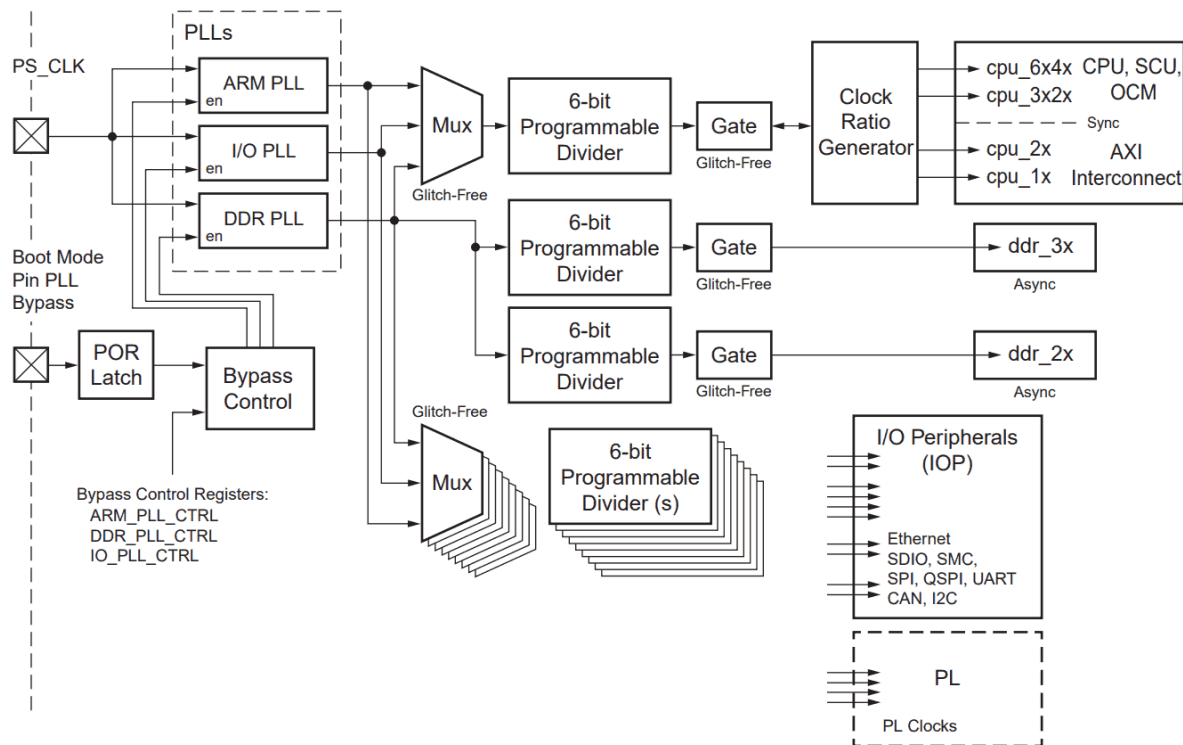 PLLs
PS_CLK
ARM PLL
en
I/O PLL
en
DDR PLL
en
Boot Mode
Pin PLL
Bypass
POR
Latch
Bypass
Control
Bypass Control Registers:
ARM_PLL_CTRL
DDR_PLL_CTRL
IO_PLL_CTRL
Mux
Glitch-Free
6-bit
Programmable
Divider
Gate
Glitch-Free
Clock
Ratio
Generator
cpu_6x4x
cpu_3x2x
CPU, SCU,
OCM
Sync
cpu_2x
cpu_1x
AXI
Interconnect
6-bit
Programmable
Divider
Gate
Glitch-Free
ddr_3x
Async
6-bit
Programmable
Divider
Gate
Glitch-Free
ddr_2x
Async
Glitch-Free
Mux
6-bit
Programmable
Divider (s)
I/O Peripherals
(IOP)
Ethernet
SDIO, SMC,
SPI, QSPI, UART
CAN, I2C
PL
PL Clocks